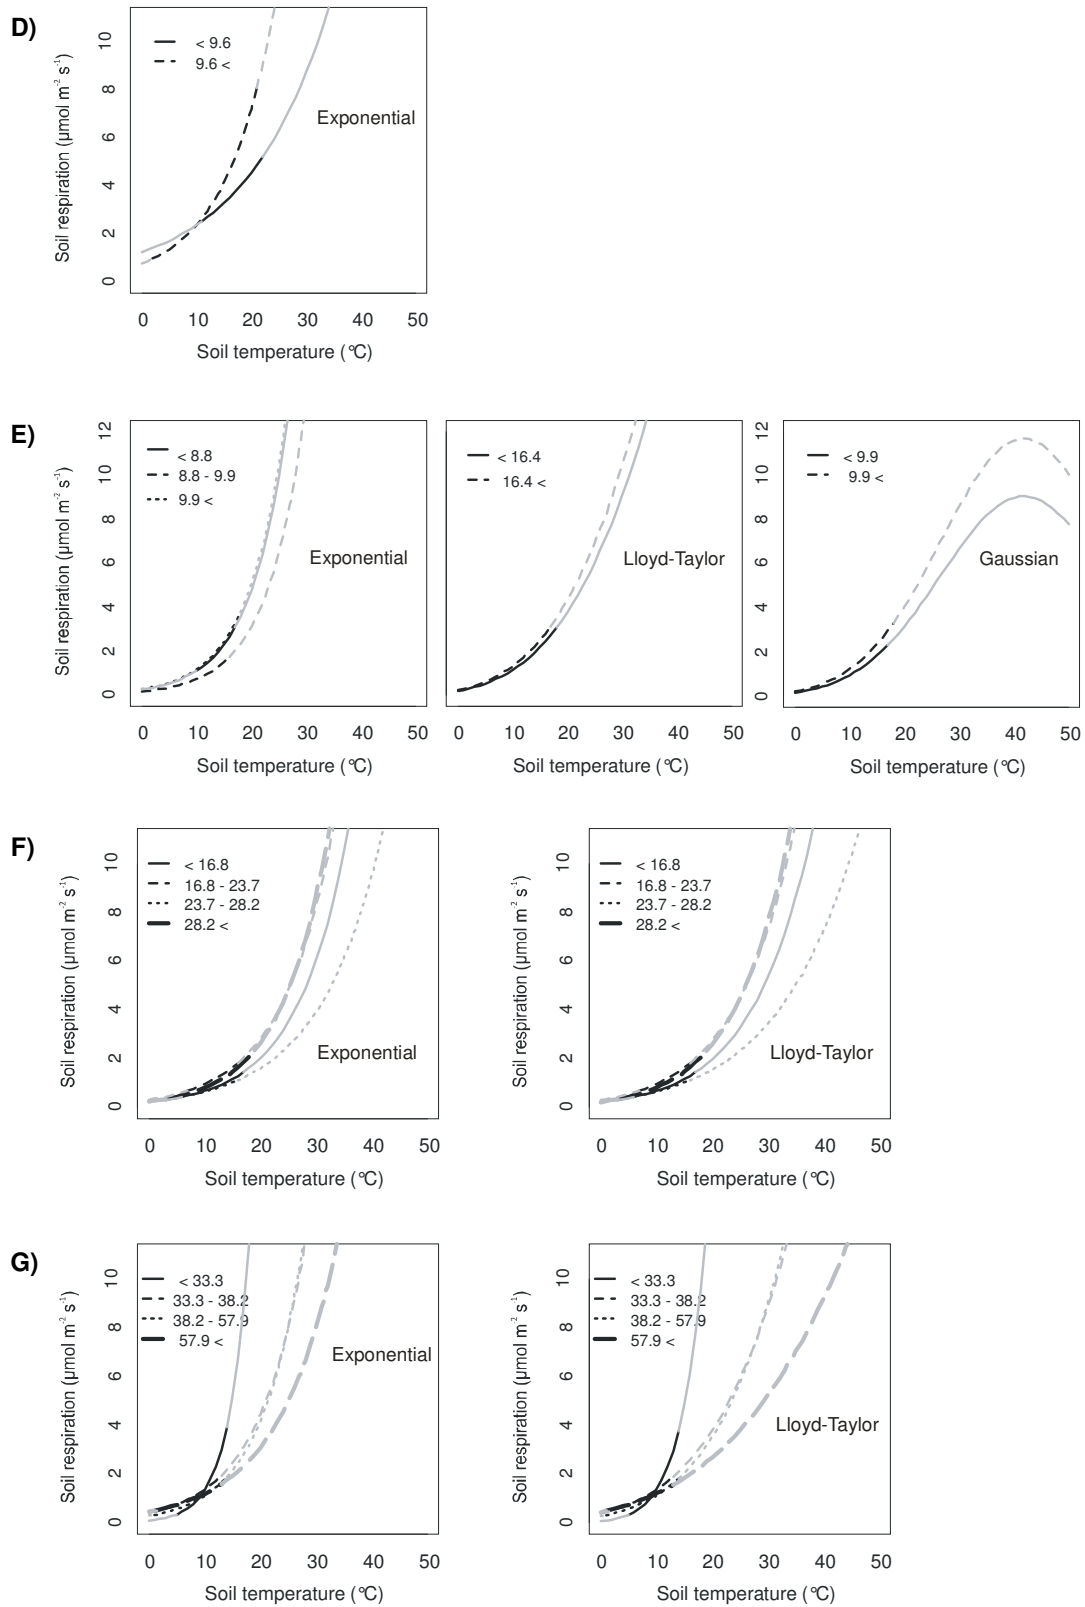 D)
Soil respiration (µmol m⁻² s⁻¹)
0 2 4 6 8 10
< 9.6
9.6 <
Exponential
0 10 20 30 40 50
Soil temperature (°C)
E)
Soil respiration (µmol m⁻² s⁻¹)
0 2 4 6 8 10 12
< 8.8
8.8 - 9.9
9.9 <
Exponential
0 10 20 30 40 50
Soil temperature (°C)
< 16.4
16.4 <
Lloyd-Taylor
0 10 20 30 40 50
Soil temperature (°C)
0 2 4 6 8 10 12
< 9.9
9.9 <
Gaussian
0 10 20 30 40 50
Soil temperature (°C)
F)
Soil respiration (µmol m⁻² s⁻¹)
0 2 4 6 8 10
< 16.8
16.8 - 23.7
23.7 - 28.2
28.2 <
Exponential
0 10 20 30 40 50
Soil temperature (°C)
Soil respiration (µmol m⁻² s⁻¹)
0 2 4 6 8 10
< 16.8
16.8 - 23.7
23.7 - 28.2
28.2 <
Lloyd-Taylor
0 10 20 30 40 50
Soil temperature (°C)
G)
Soil respiration (µmol m⁻² s⁻¹)
0 2 4 6 8 10
< 33.3
33.3 - 38.2
38.2 - 57.9
57.9 <
Exponential
0 10 20 30 40 50
Soil temperature (°C)
Soil respiration (µmol m⁻² s⁻¹)
0 2 4 6 8 10
< 33.3
33.3 - 38.2
38.2 - 57.9
57.9 <
Lloyd-Taylor
0 10 20 30 40 50
Soil temperature (°C)